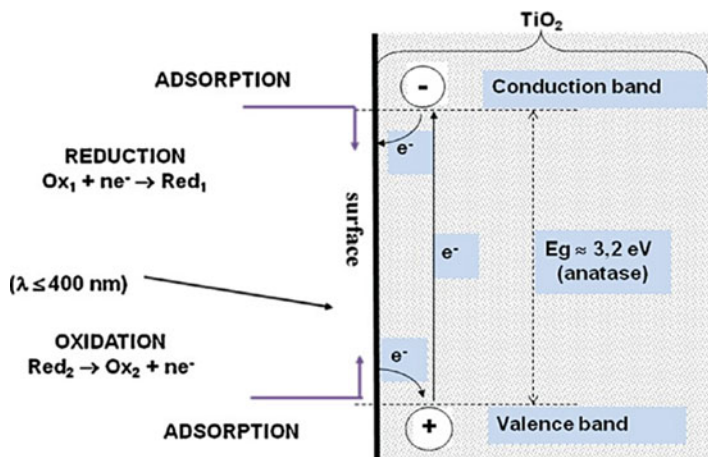 TiO₂
ADSORPTION
-
Conduction band
e⁻
REDUCTION
Ox₁ + ne⁻ → Red₁
surface
e⁻
Eg ≈ 3,2 eV
(anatase)
(λ ≤ 400 nm)
OXIDATION
Red₂ → Ox₂ + ne⁻
e⁻
+
Valence band
ADSORPTION